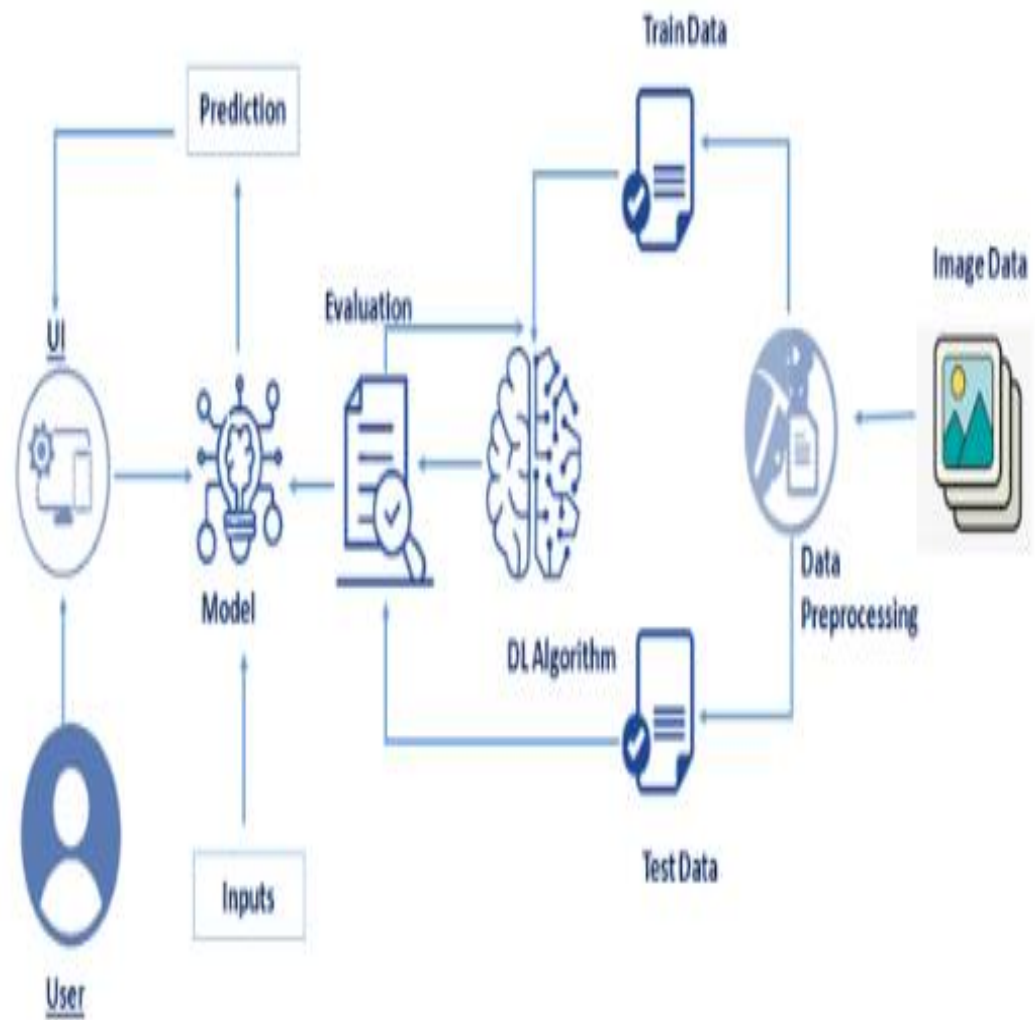 Train Data
Prediction
Image Data
Evaluation
UI
Data
Preprocessing
Model
DL Algorithm
Test Data
Inputs
User